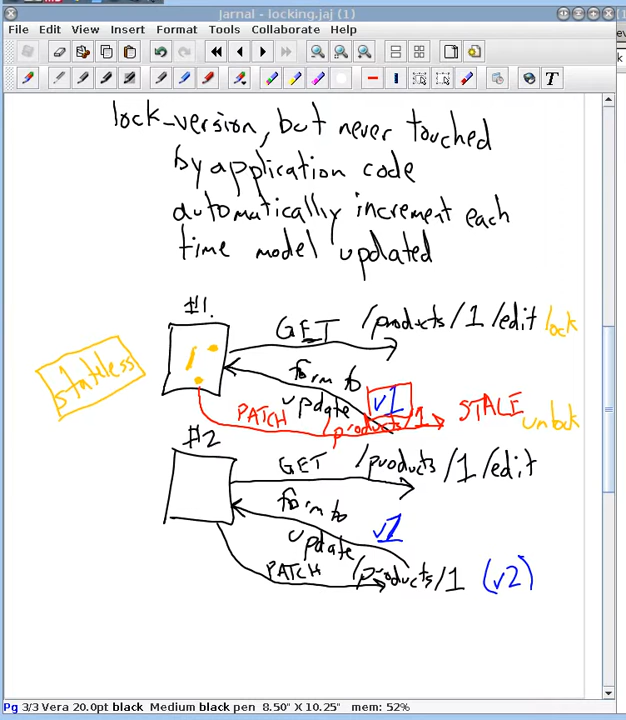 jarnal - locking.jaj (1)
File Edit View Insert Format Tools Collaborate Help
T
lock_version, but never touched
by application code
automatically increment each
time model updated
#1.
GET /products/1/edit lock
stateless
form to
update v1
PATCH /products/1 STALE unlock
#2
GET /products/1/edit
form to
update v1
PATCH /products/1 (v2)
Pg 3/3 Vera 20.0pt black Medium black pen 8.50" X 10.25" mem: 52%